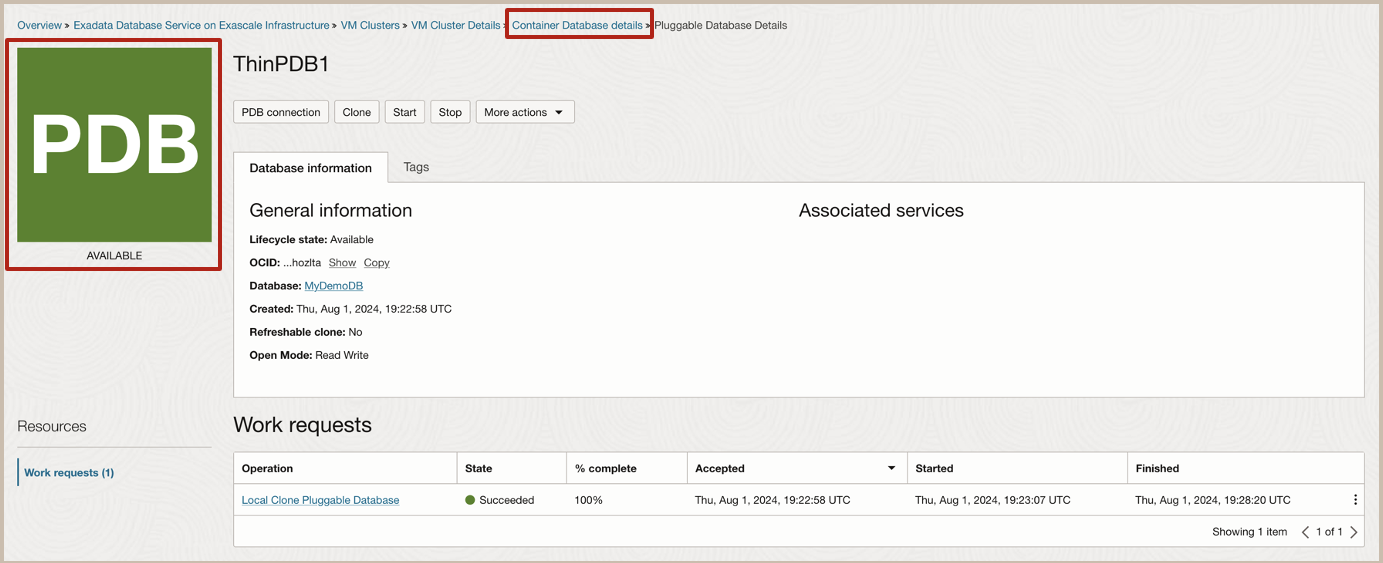 Overview » Exadata Database Service on Exascale Infrastructure » VM Clusters » VM Cluster Details » Container Database details » Pluggable Database Details
PDB
AVAILABLE
ThinPDB1
PDB connection Clone Start Stop More actions
Database information Tags
General information
Lifecycle state: Available
OCID: ...hozlta Show Copy
Database: MyDemoDB
Created: Thu, Aug 1, 2024, 19:22:58 UTC
Refreshable clone: No
Open Mode: Read Write
Associated services
Resources
Work requests (1)
Work requests
Operation State % complete Accepted Started Finished
Local Clone Pluggable Database Succeeded 100% Thu, Aug 1, 2024, 19:22:58 UTC Thu, Aug 1, 2024, 19:23:07 UTC Thu, Aug 1, 2024, 19:28:20 UTC
Showing 1 item 1 of 1